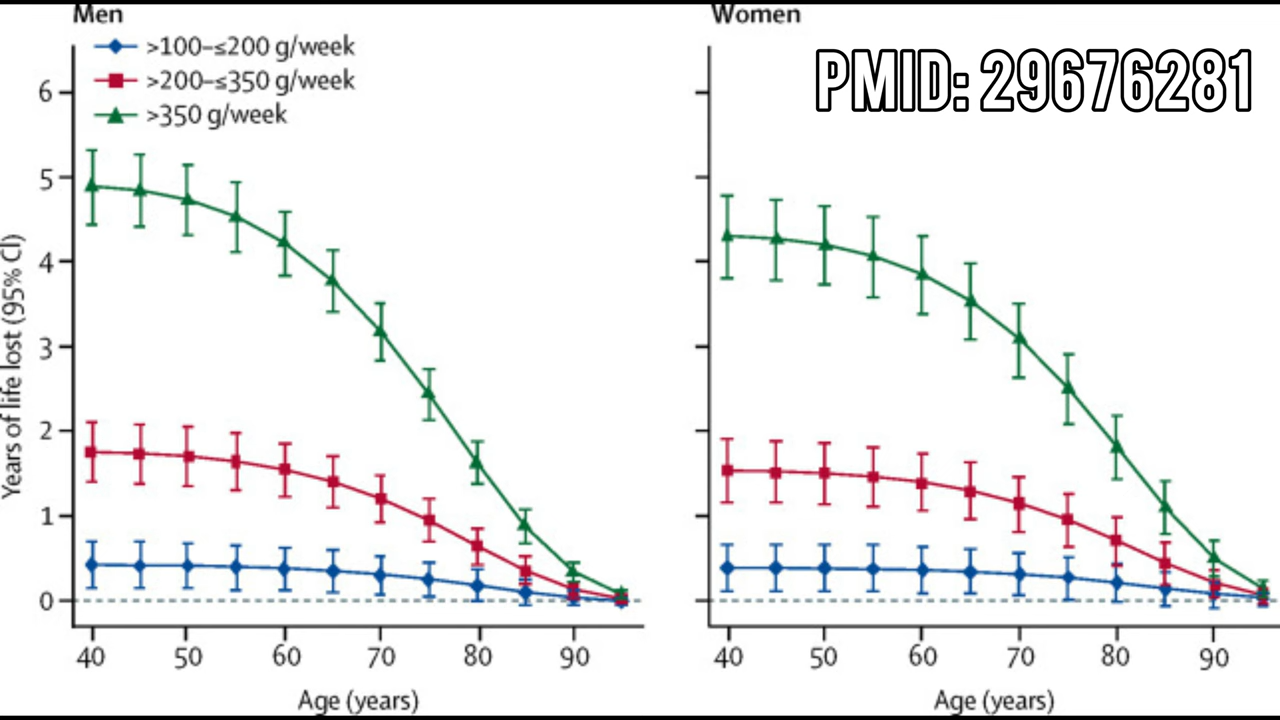 Men
>100–≤200 g/week
>200–≤350 g/week
>350 g/week
6
5
4
3
2
1
0
Years of life lost (95% CI)
40 50 60 70 80 90
Age (years)
Women
PMID: 29676281
40 50 60 70 80 90
Age (years)